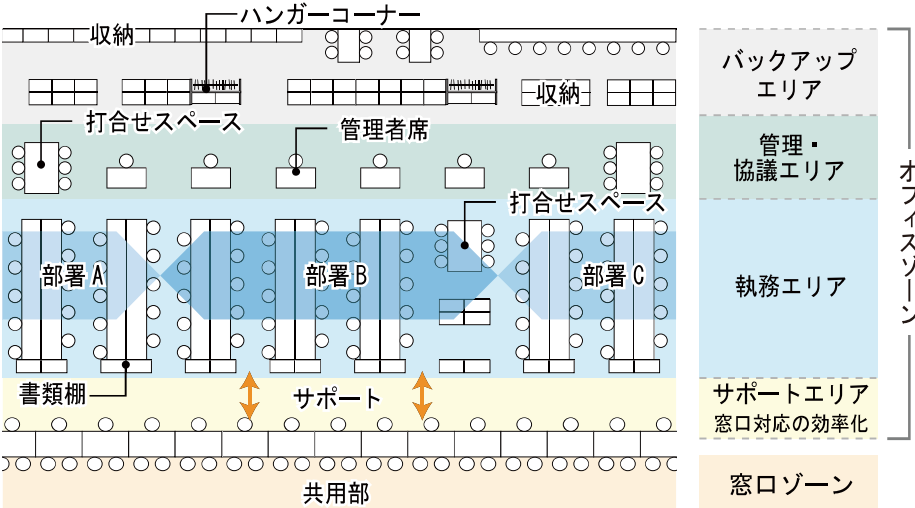 ハンガーコーナー
収納
収納
打合せスペース
管理者席
打合せスペース
部署A
部署B
部署C
書類棚
サポート
共用部
バックアップ
エリア
管理・
協議エリア
執務エリア
サポートエリア
窓口対応の効率化
窓口ゾーン
オフィスゾーン